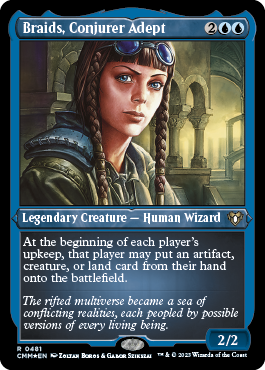 Braids, Conjurer Adept 2
Legendary Creature — Human Wizard
At the beginning of each player's
upkeep, that player may put an artifact,
creature, or land card from their hand
onto the battlefield.
The rifted multiverse became a sea of
conflicting realities, each peopled by possible
versions of every living being.
2/2
R 0481
CMM★EN Zoltan Boros & Gabor Szikszai ™ & © 2023 Wizards of the Coast